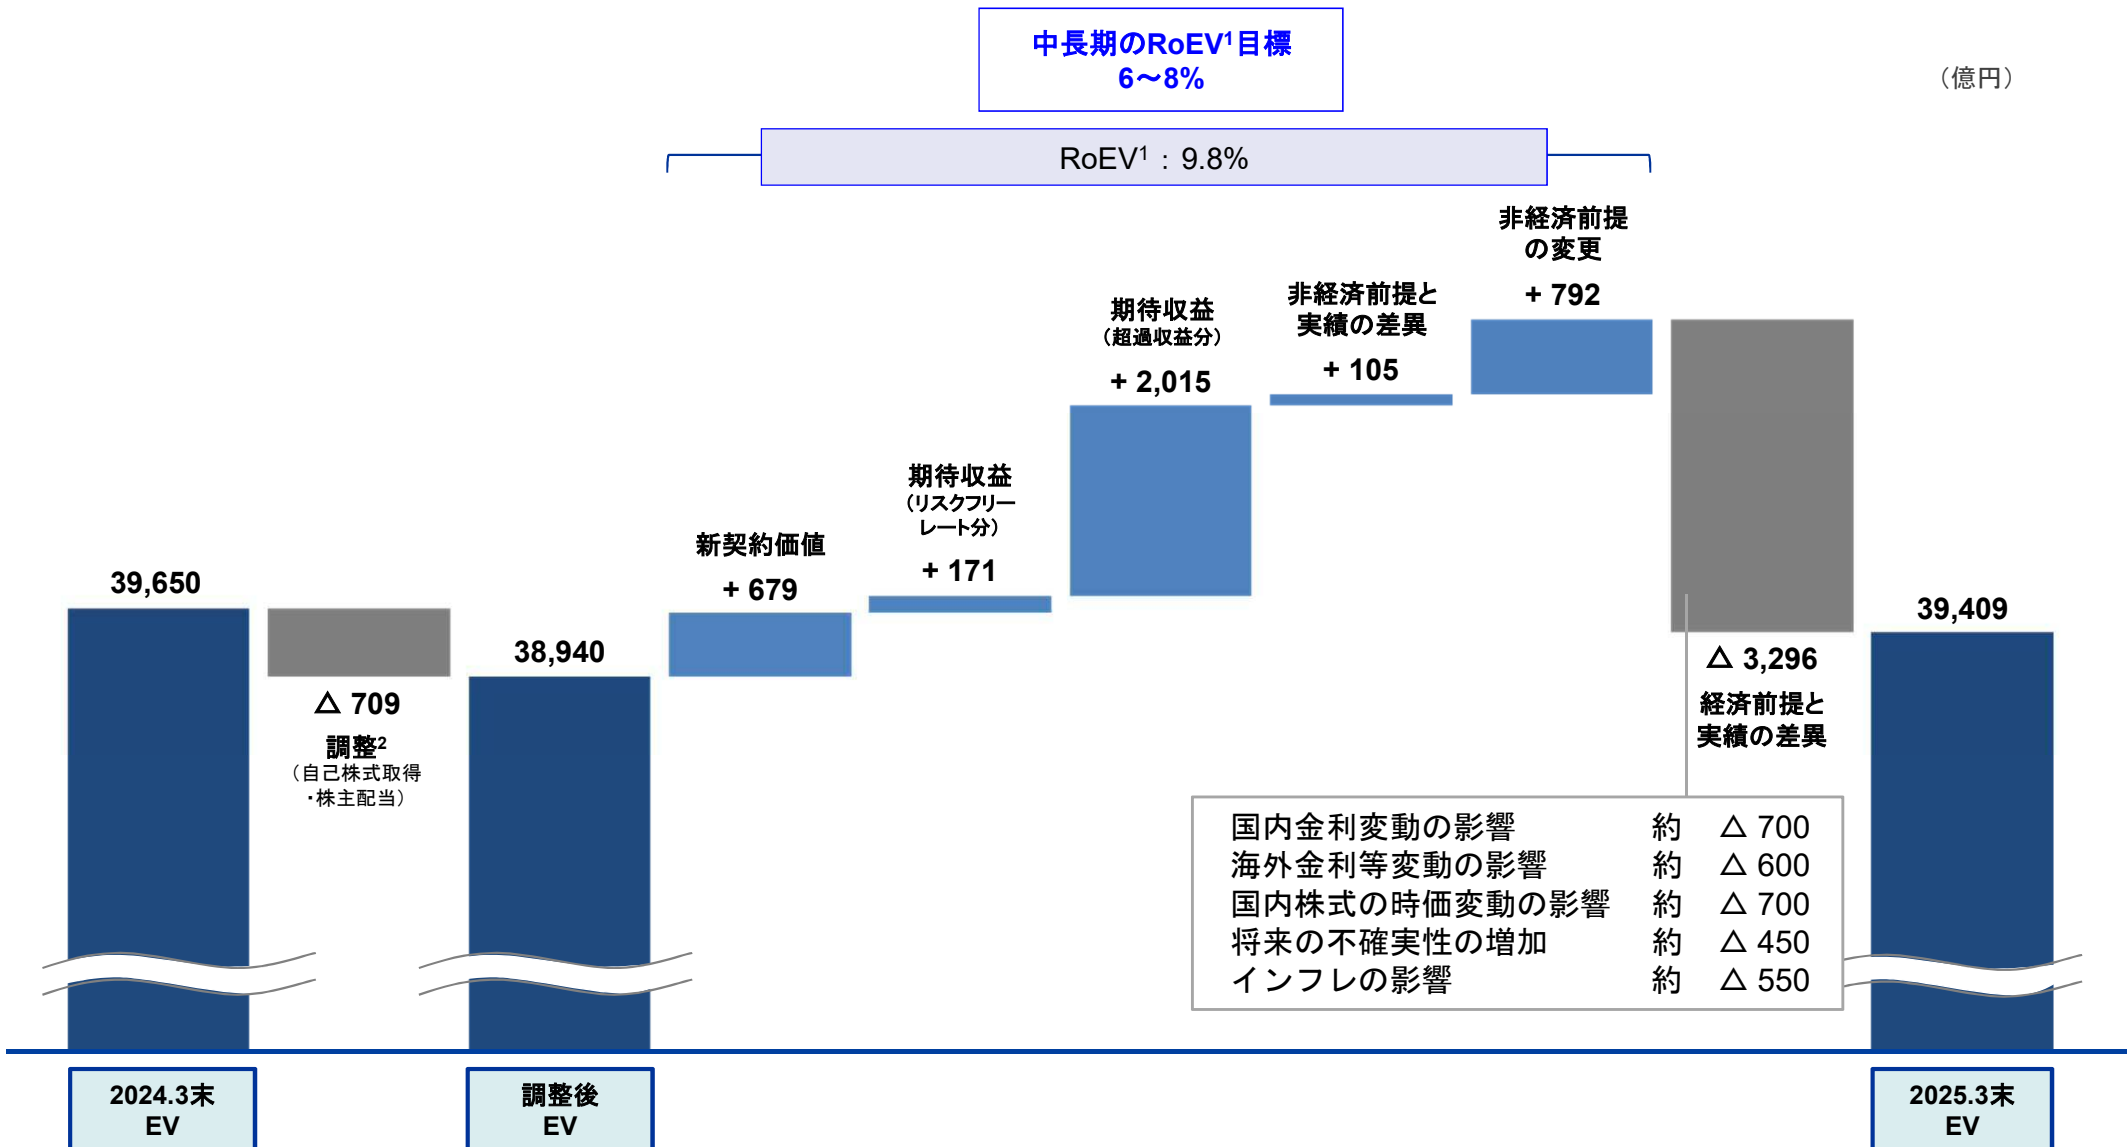 中長期のRoEV¹目標
6～8%
（億円）
RoEV¹：9.8%
39,650
△ 709
調整²
（自己株式取得
・株主配当）
38,940
新契約価値
+ 679
期待収益
（リスクフリー
レート分）
+ 171
期待収益
（超過収益分）
+ 2,015
非経済前提と
実績の差異
+ 105
非経済前提
の変更
+ 792
△ 3,296
経済前提と
実績の差異
39,409
国内金利変動の影響 約 △ 700
海外金利等変動の影響 約 △ 600
国内株式の時価変動の影響 約 △ 700
将来の不確実性の増加 約 △ 450
インフレの影響 約 △ 550
2024.3末
EV
調整後
EV
2025.3末
EV